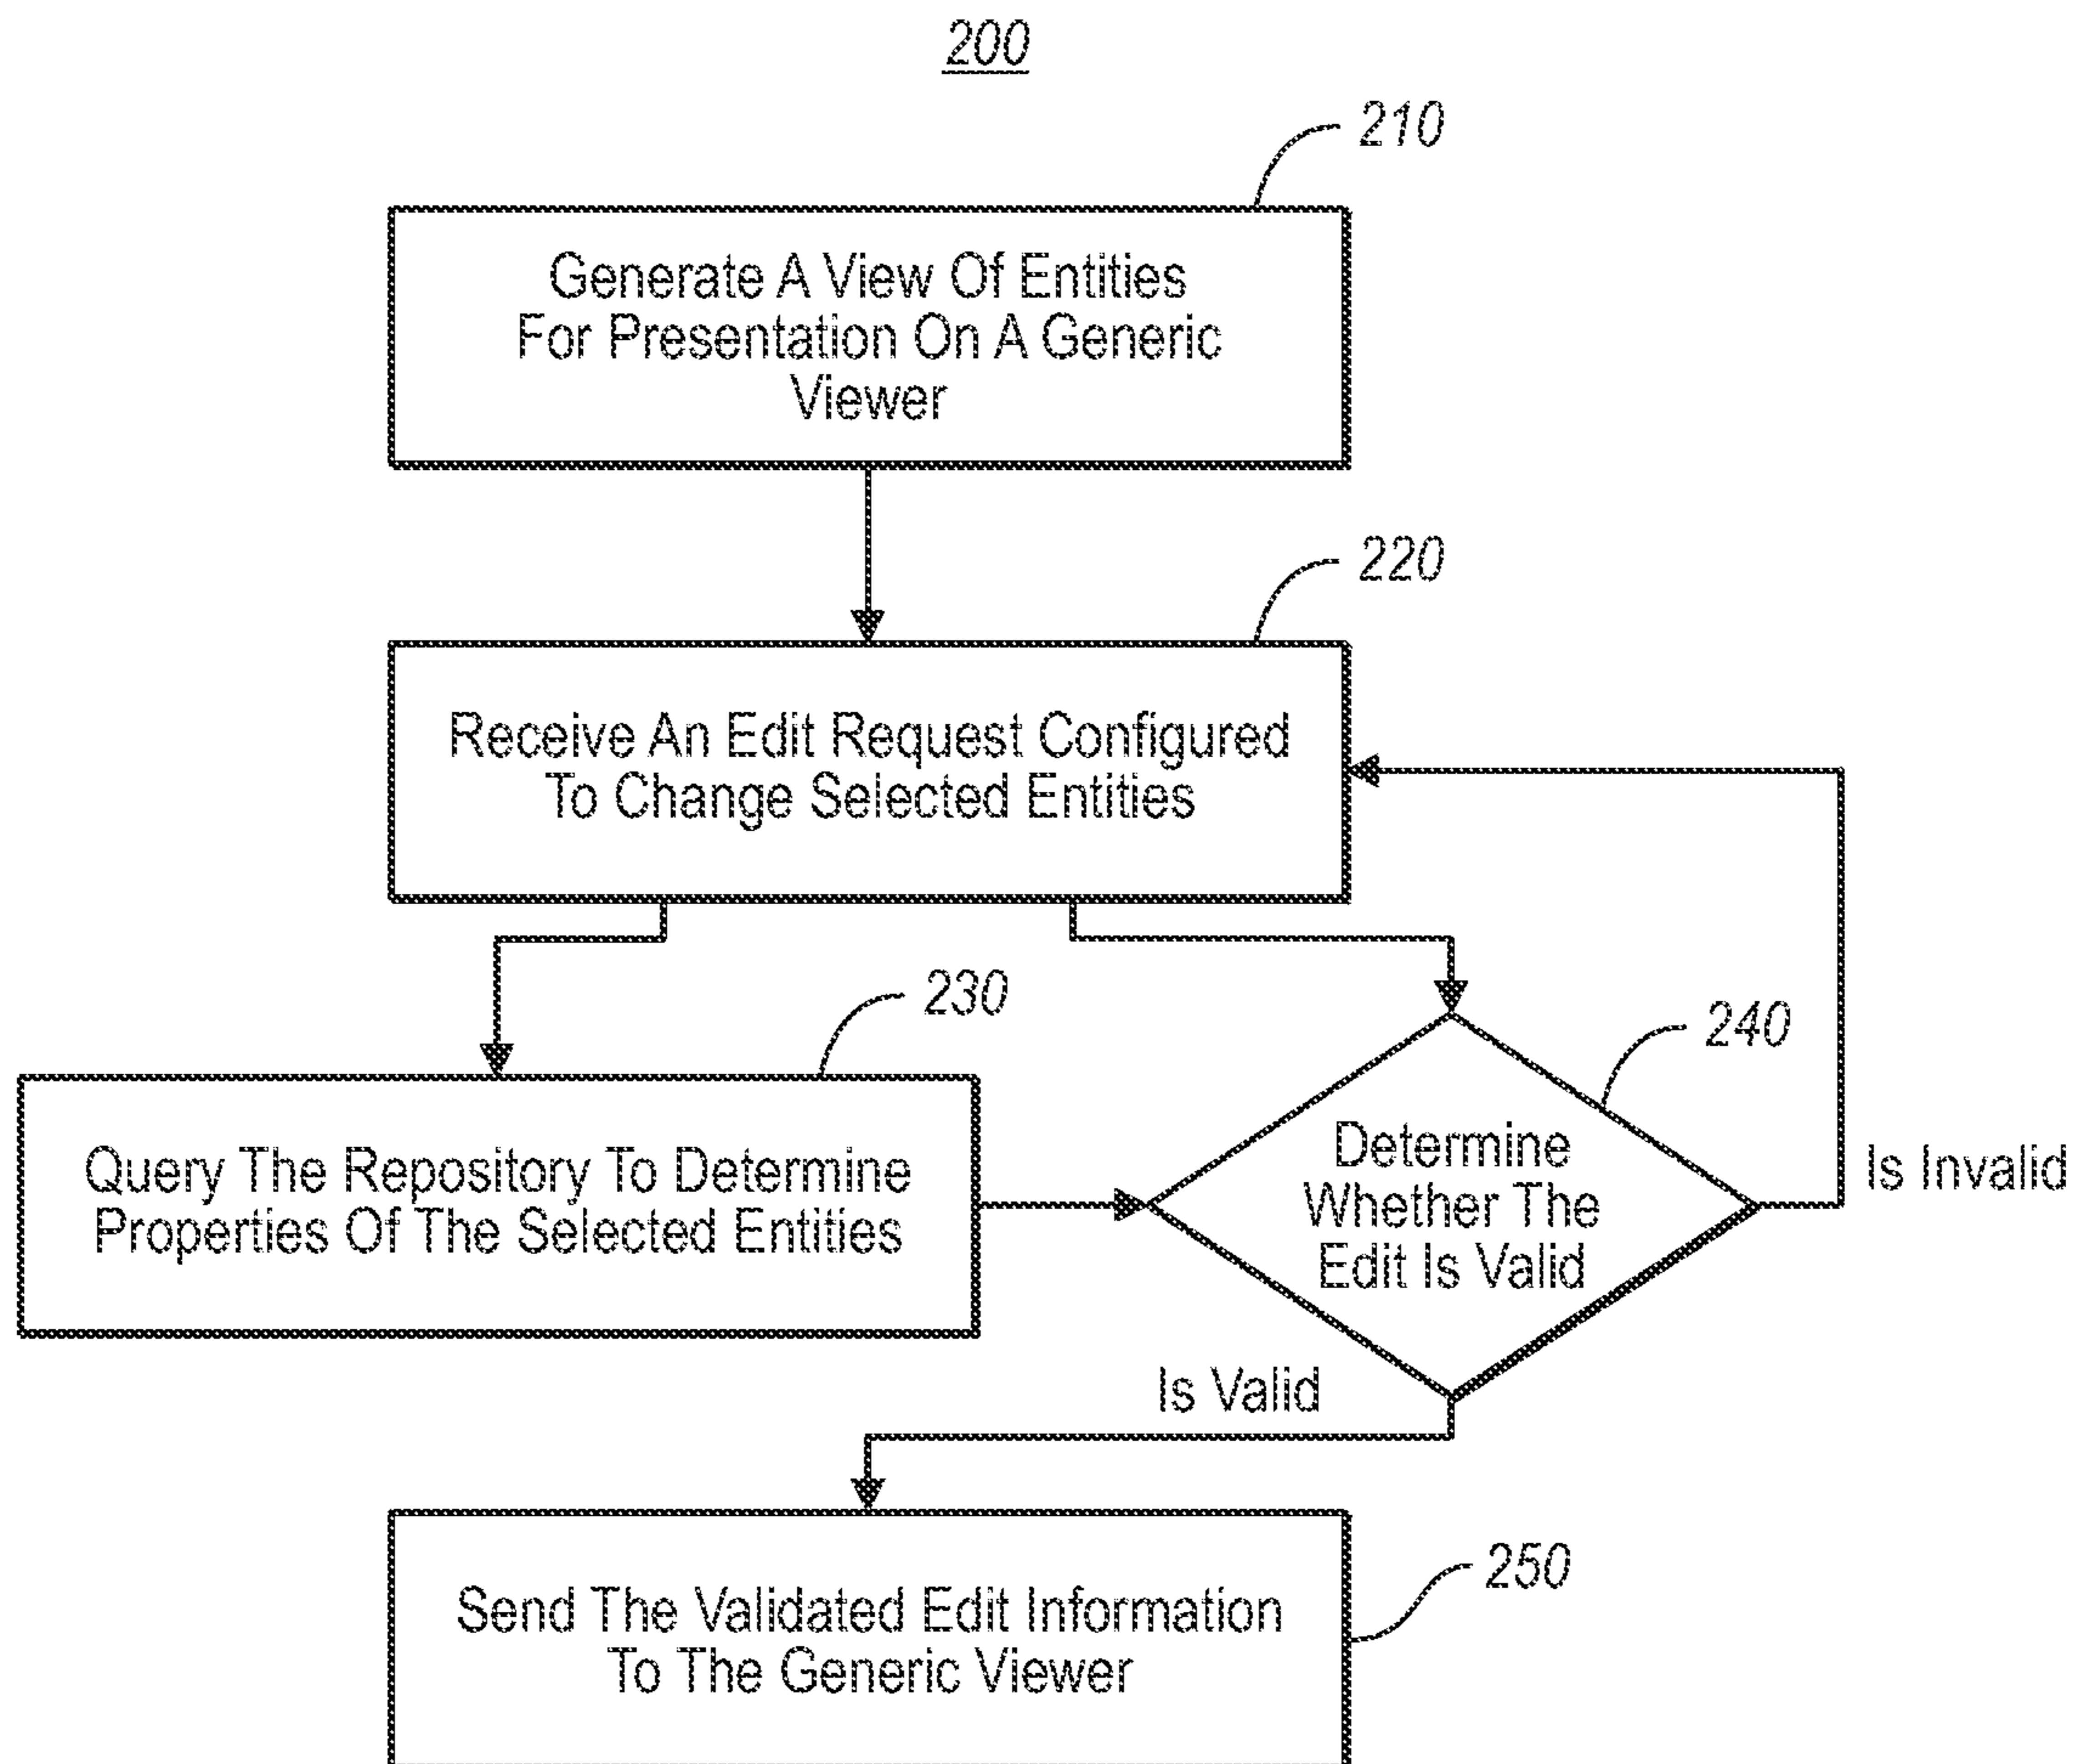 200
210
Generate A View Of Entities
For Presentation On A Generic
Viewer
220
Receive An Edit Request Configured
To Change Selected Entities
230
240
Query The Repository To Determine
Properties Of The Selected Entities
Determine
Whether The
Edit Is Valid
Is Invalid
Is Valid
250
Send The Validated Edit Information
To The Generic Viewer